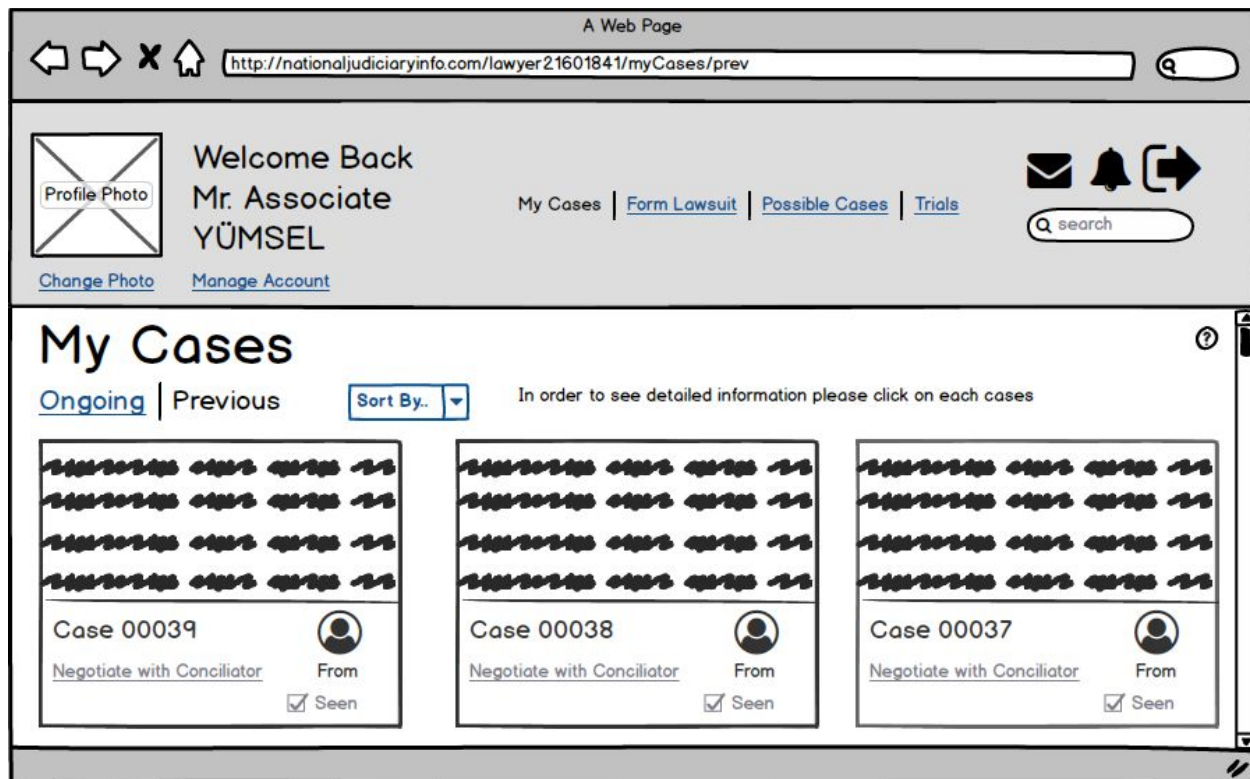 A Web Page
http://nationaljudiciaryinfo.com/lawyer21601841/myCases/prev
Profile Photo
Welcome Back
Mr. Associate
YÜMSEL
Change Photo
Manage Account
My Cases | Form Lawsuit | Possible Cases | Trials
search
My Cases
?
Ongoing | Previous
Sort By..
In order to see detailed information please click on each cases
Case 00039
Negotiate with Conciliator
From
Seen
Case 00038
Negotiate with Conciliator
From
Seen
Case 00037
Negotiate with Conciliator
From
Seen